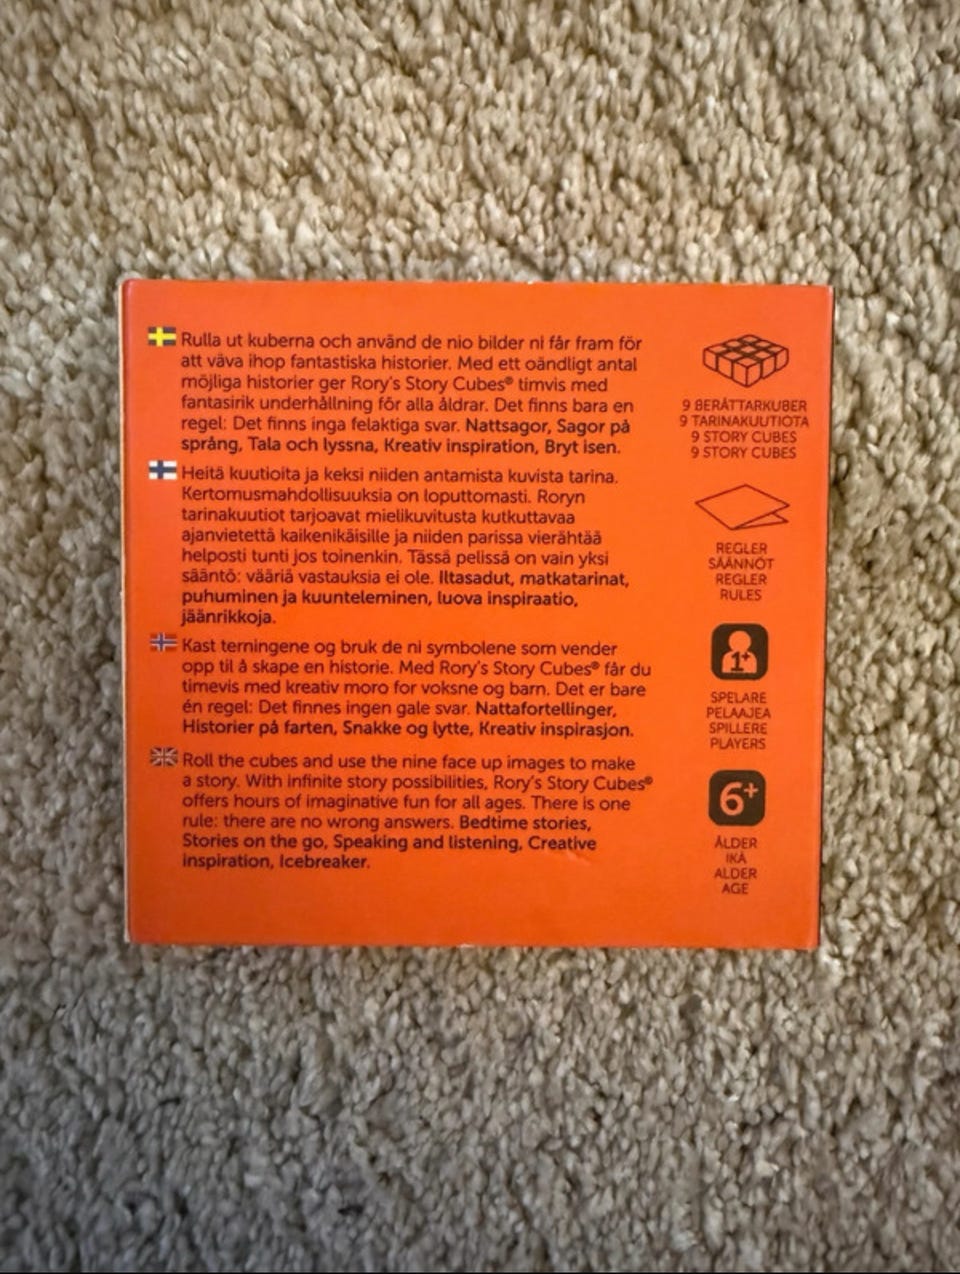 Rulla ut kuberna och använd de nio bilder ni får fram för
att väva ihop fantastiska historier. Med ett oändligt antal
möjliga historier ger Rory's Story Cubes® timvis med
fantasirik underhållning för alla åldrar. Det finns bara en
regel: Det finns inga felaktiga svar. Nattsagor, Sagor på
språng, Tala och lyssna, Kreativ inspiration, Bryt isen.
Heitä kuutioita ja keksi niiden antamista kuvista tarina.
Kertomusmahdollisuuksia on loputtomasti. Roryn
tarinakuutiot tarjoavat mielikuvitusta kutkuttavaa
ajanvietettä kaikenikäisille ja niiden parissa vierähtää
helposti tunti jos toinenkin. Tässä pelissä on vain yksi
sääntö: vääriä vastauksia ei ole. Iltasadut, matkatarinat,
puhuminen ja kuunteleminen, luova inspiraatio,
jäänrikkoja.
Kast terningene og bruk de ni symbolene som vender
opp til å skape en historie. Med Rory's Story Cubes® får du
timevis med kreativ moro for voksne og barn. Det er bare
én regel: Det finnes ingen gale svar. Nattafortellinger,
Historier på farten, Snakke og lytte, Kreativ inspirasjon.
Roll the cubes and use the nine face up images to make
a story. With infinite story possibilities, Rory's Story Cubes®
offers hours of imaginative fun for all ages. There is one
rule: there are no wrong answers. Bedtime stories,
Stories on the go, Speaking and listening, Creative
inspiration, Icebreaker.
9 BERÄTTARKUBER
9 TARINAKUUTIOTA
9 STORY CUBES
9 STORY CUBES
REGLER
SÄÄNNÖT
REGLER
RULES
1+
SPELARE
PELAAJEA
SPILLERE
PLAYERS
6+
ÅLDER
IKÄ
ALDER
AGE